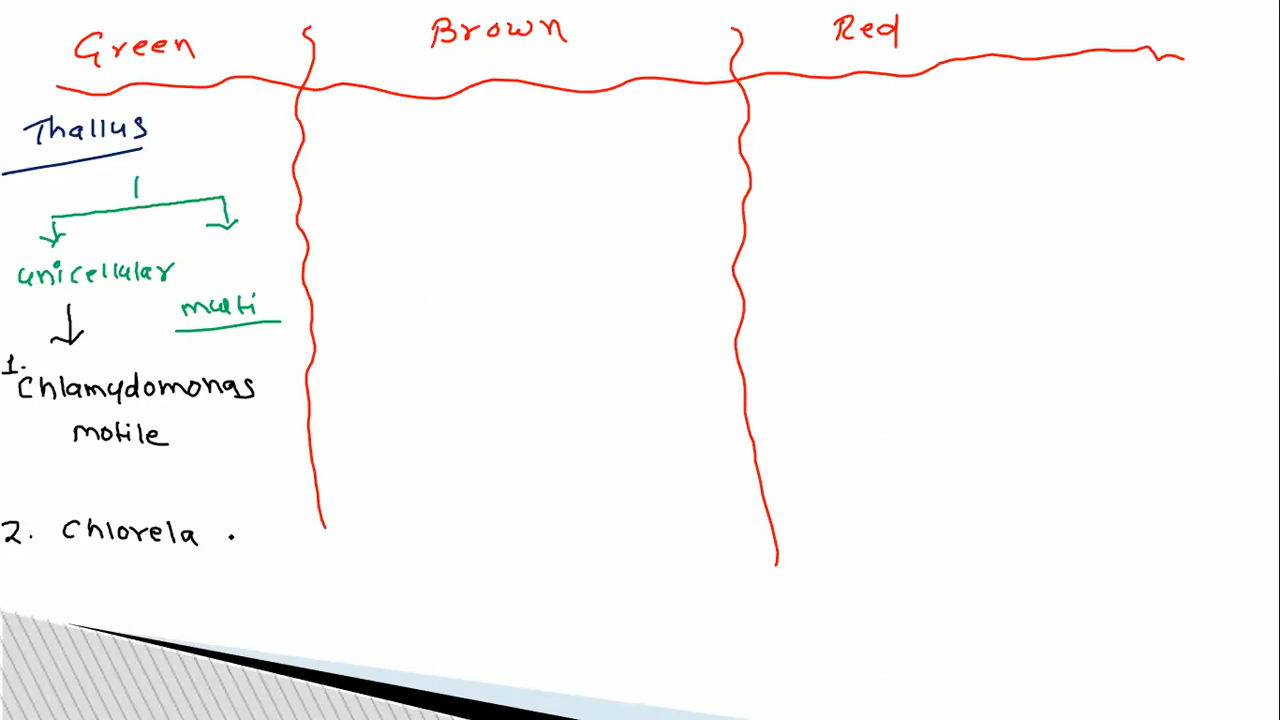 Green Brown Red
Thallus
unicellular
multi
1.
Chlamydomonas
motile
2. Chlorela .